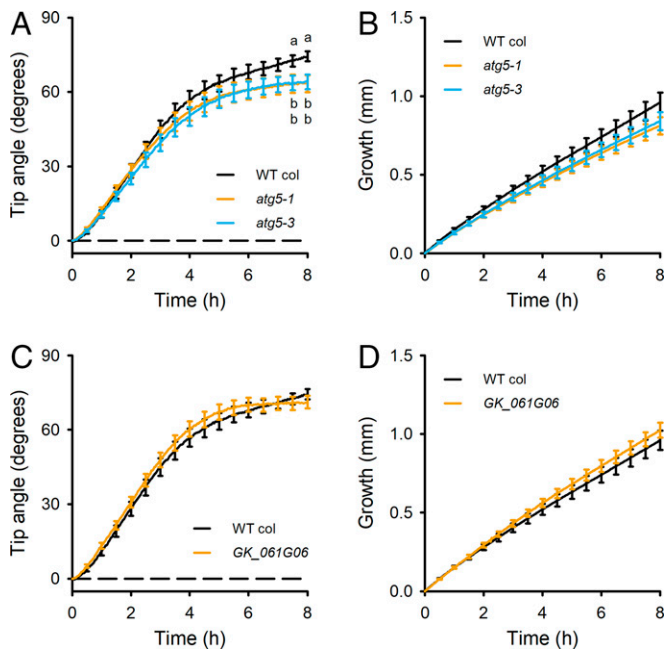 A
90
60
30
0
Tip angle (degrees)
a a
b b
b b
WT col
atg5-1
atg5-3
0 2 4 6 8
Time (h)
B
1.5
1.0
0.5
0.0
Growth (mm)
WT col
atg5-1
atg5-3
0 2 4 6 8
Time (h)
C
90
60
30
0
Tip angle (degrees)
WT col
GK_061G06
0 2 4 6 8
Time (h)
D
1.5
1.0
0.5
0.0
Growth (mm)
WT col
GK_061G06
0 2 4 6 8
Time (h)